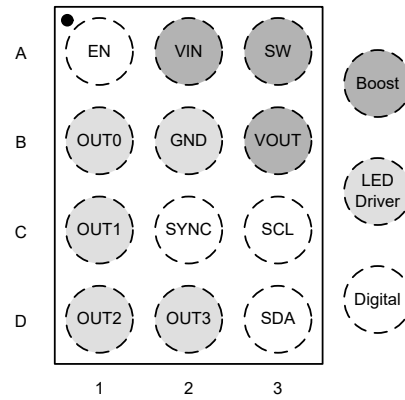 A
EN
VIN
SW
Boost
B
OUT0
GND
VOUT
LED
Driver
C
OUT1
SYNC
SCL
Digital
D
OUT2
OUT3
SDA
1
2
3